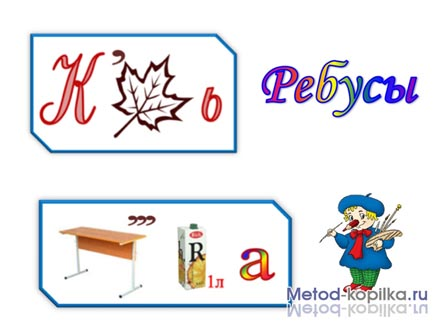 К , ь
Ребусы
,,, R 1л а
Metod-kopilka.ru